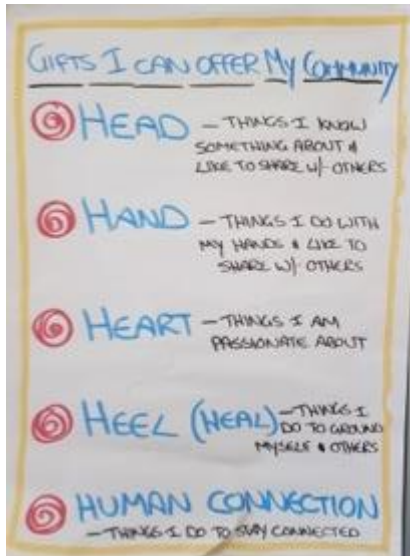 GIFTS I CAN OFFER MY COMMUNITY
HEAD – THINGS I KNOW
SOMETHING ABOUT &
LIKE TO SHARE W/ OTHERS
HAND – THINGS I DO WITH
MY HANDS & LIKE TO
SHARE W/ OTHERS
HEART – THINGS I AM
PASSIONATE ABOUT
HEEL (HEAL) – THINGS I
DO TO GROUND
MYSELF & OTHERS
HUMAN CONNECTION
– THINGS I DO TO STAY CONNECTED